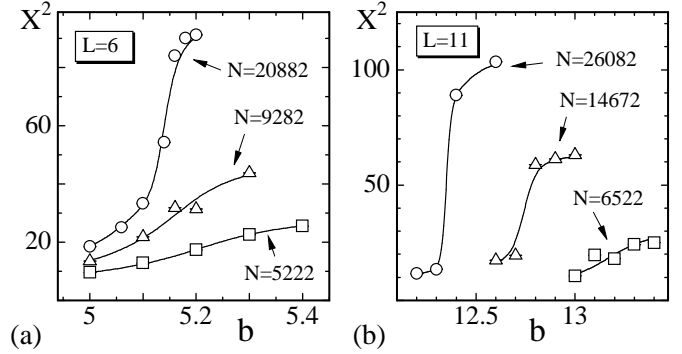 X²
L=6
N=20882
N=9282
60
20
N=5222
5
5.2
5.4
(a)
b
X²
L=11
100
N=26082
N=14672
50
N=6522
12.5
13
(b)
b